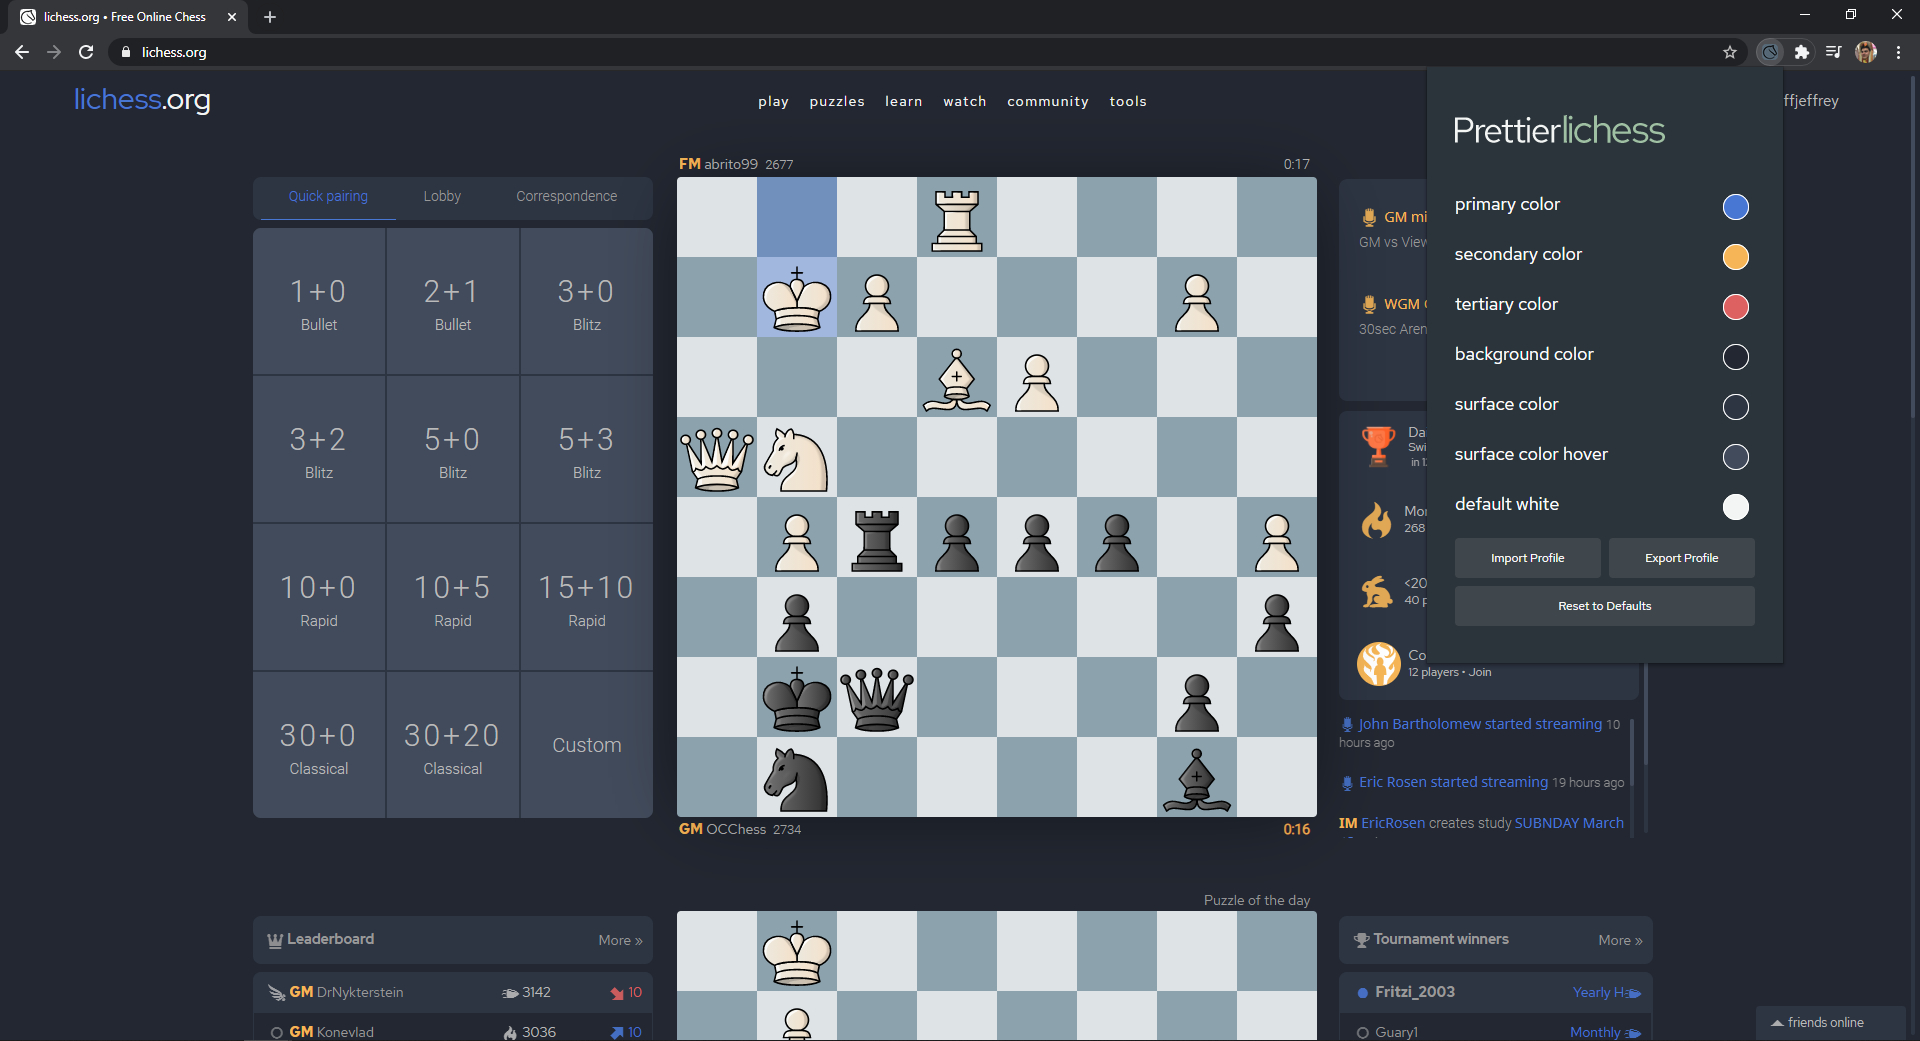 lichess.org • Free Online Chess
lichess.org
lichess.org
play puzzles learn watch community tools
ffjeffrey
Prettierlichess
primary color
secondary color
tertiary color
background color
surface color
surface color hover
default white
Import Profile Export Profile
Reset to Defaults
Quick pairing Lobby Correspondence
1+0
Bullet
2+1
Bullet
3+0
Blitz
3+2
Blitz
5+0
Blitz
5+3
Blitz
10+0
Rapid
10+5
Rapid
15+10
Rapid
30+0
Classical
30+20
Classical
Custom
FM abrito99 2677 0:17
GM OCChess 2734 0:16
GM mi
GM vs View
WGM
30sec Aren
Da
Swi
in 1
Mor
268
<20
40 p
Co
12 players • Join
John Bartholomew started streaming 10
hours ago
Eric Rosen started streaming 19 hours ago
IM EricRosen creates study SUBNDAY March
Puzzle of the day
Leaderboard More »
GM DrNykterstein 3142 10
GM Konevlad 3036 10
Tournament winners More »
Fritzi_2003 Yearly H
Guary1 Monthly
friends online